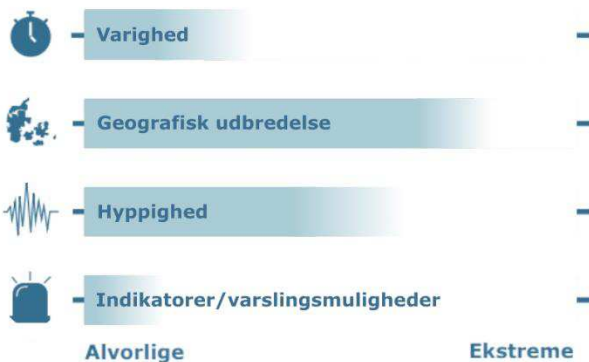 Varighed
Geografisk udbredelse
Hyppighed
Indikatorer/varslingsmuligheder
Alvorlige Ekstreme